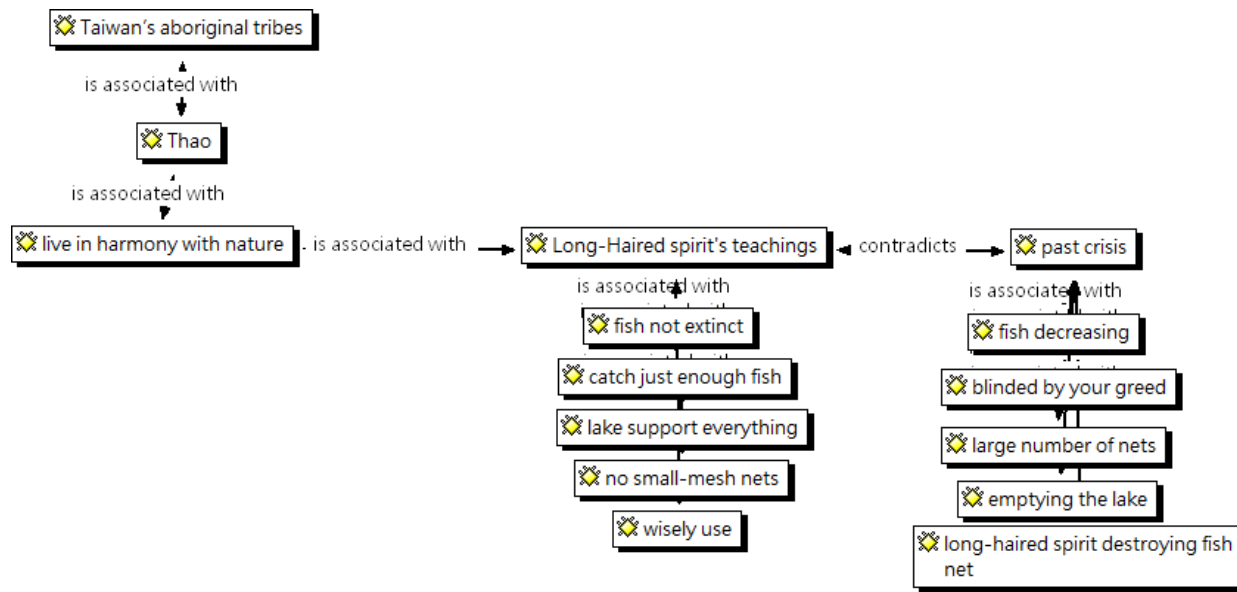 Taiwan's aboriginal tribes
is associated with
Thao
is associated with
live in harmony with nature
is associated with
Long-Haired spirit's teachings
contradicts
past crisis
is associated with
fish not extinct
catch just enough fish
lake support everything
no small-mesh nets
wisely use
is associated with
fish decreasing
blinded by your greed
large number of nets
emptying the lake
long-haired spirit destroying fish
net